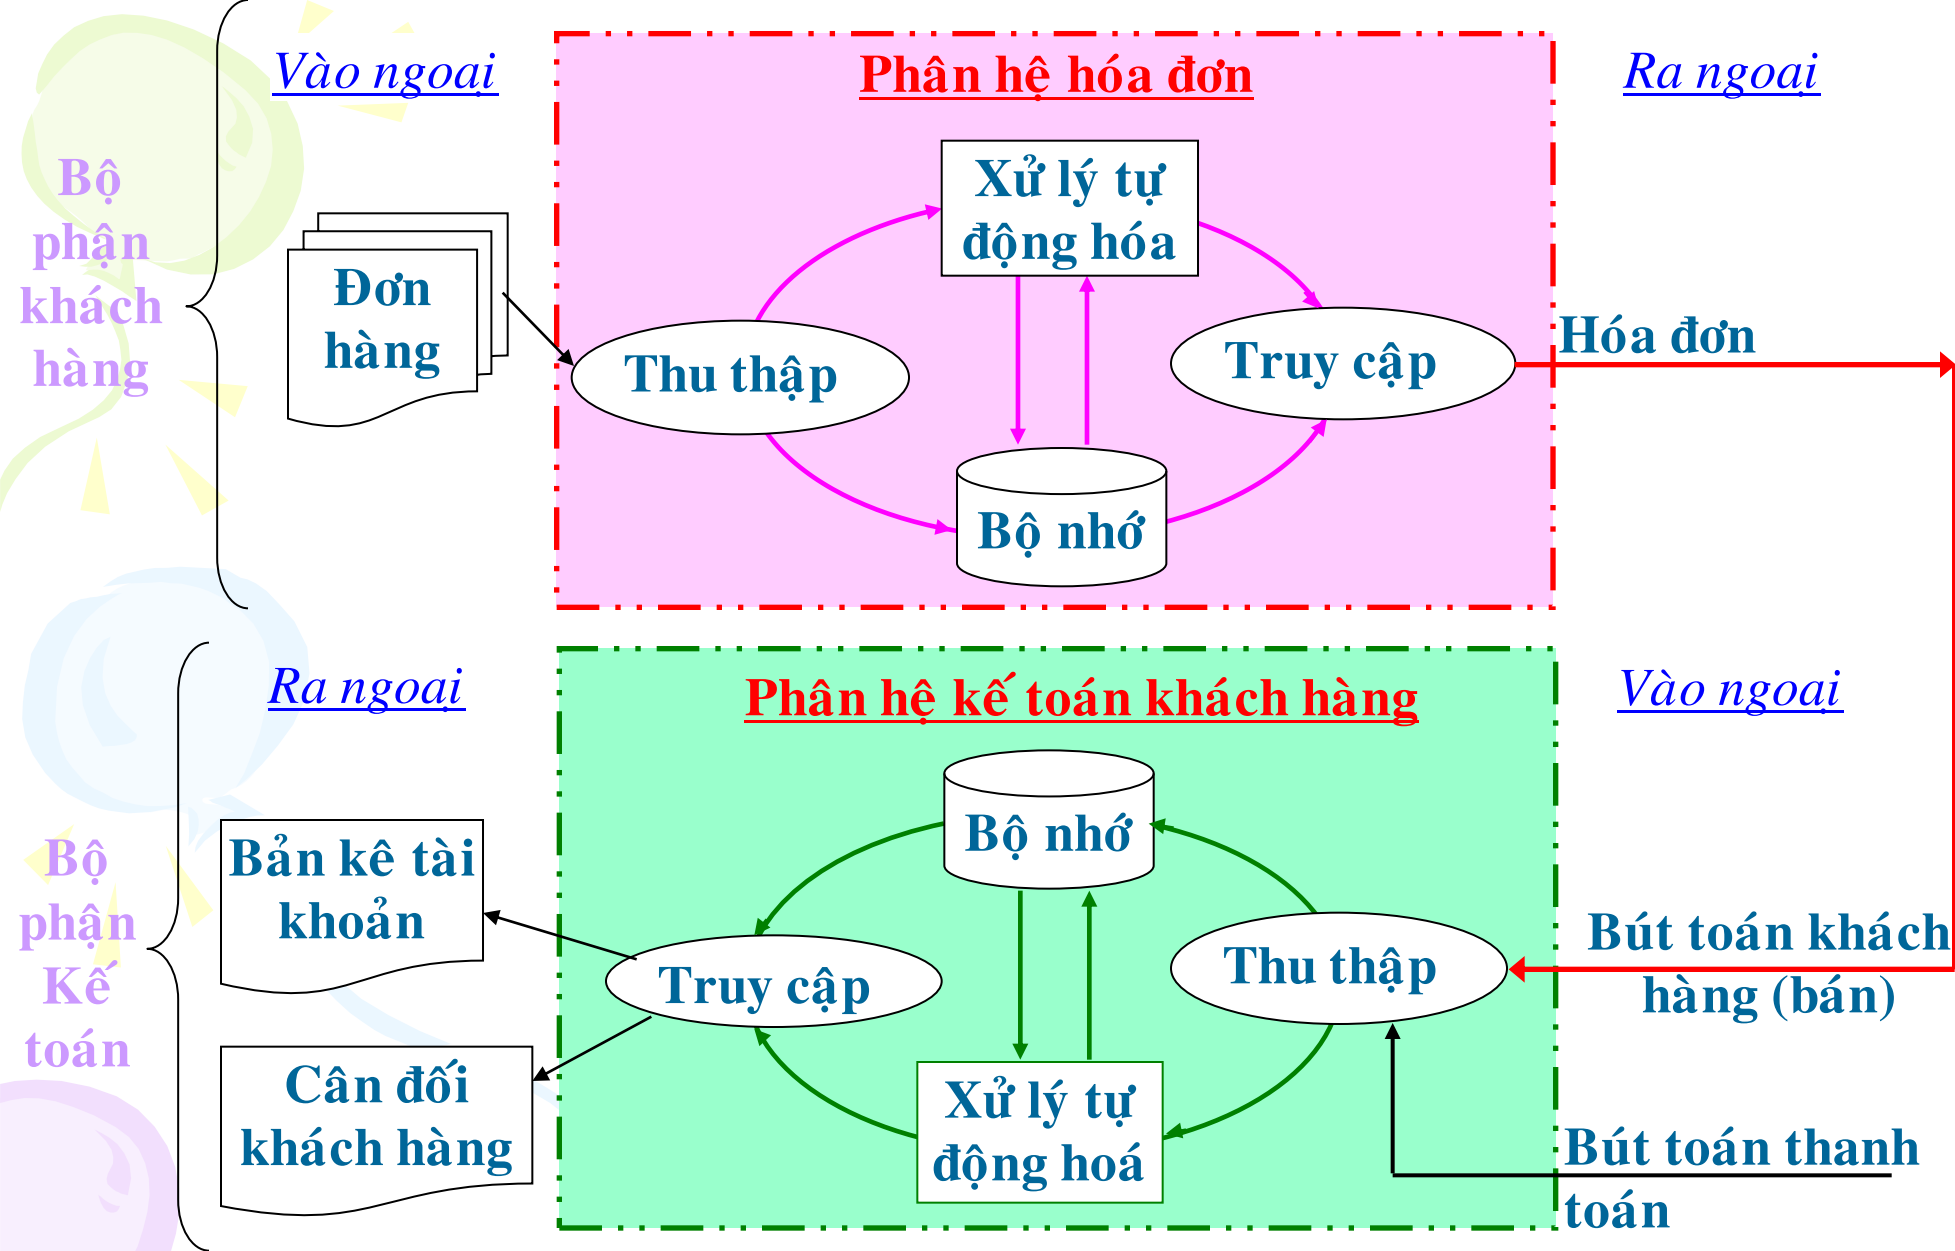 Vào ngoại
Phân hệ hóa đơn
Ra ngoại
Bộ
phận
khách
hàng
Đơn
hàng
Xử lý tự
động hóa
Thu thập
Truy cập
Bộ nhớ
Hóa đơn
Ra ngoại
Phân hệ kế toán khách hàng
Vào ngoại
Bộ
phận
Kế
toán
Bản kê tài
khoản
Cân đối
khách hàng
Bộ nhớ
Truy cập
Thu thập
Xử lý tự
động hoá
Bút toán khách
hàng (bán)
Bút toán thanh
toán